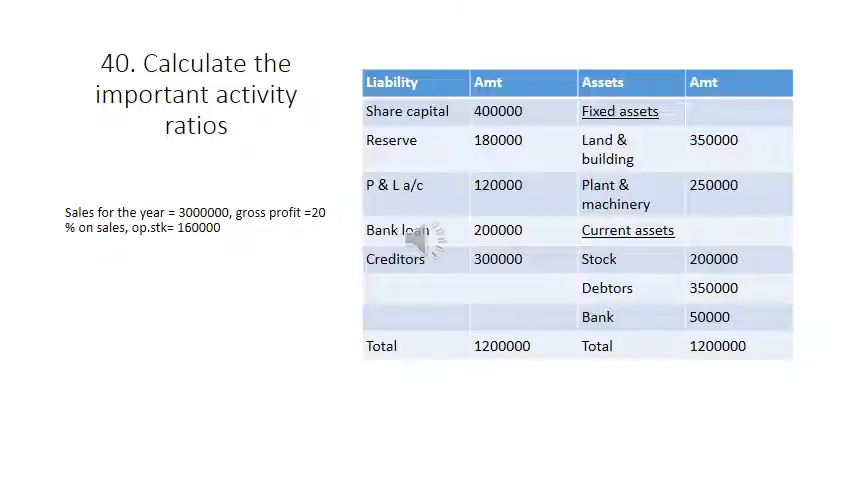 40. Calculate the
important activity
ratios
Sales for the year = 3000000, gross profit =20
% on sales, op.stk= 160000
Liability Amt Assets Amt
Share capital 400000 Fixed assets
Reserve 180000 Land &
building 350000
P & L a/c 120000 Plant &
machinery 250000
Bank loan 200000 Current assets
Creditors 300000 Stock 200000
Debtors 350000
Bank 50000
Total 1200000 Total 1200000